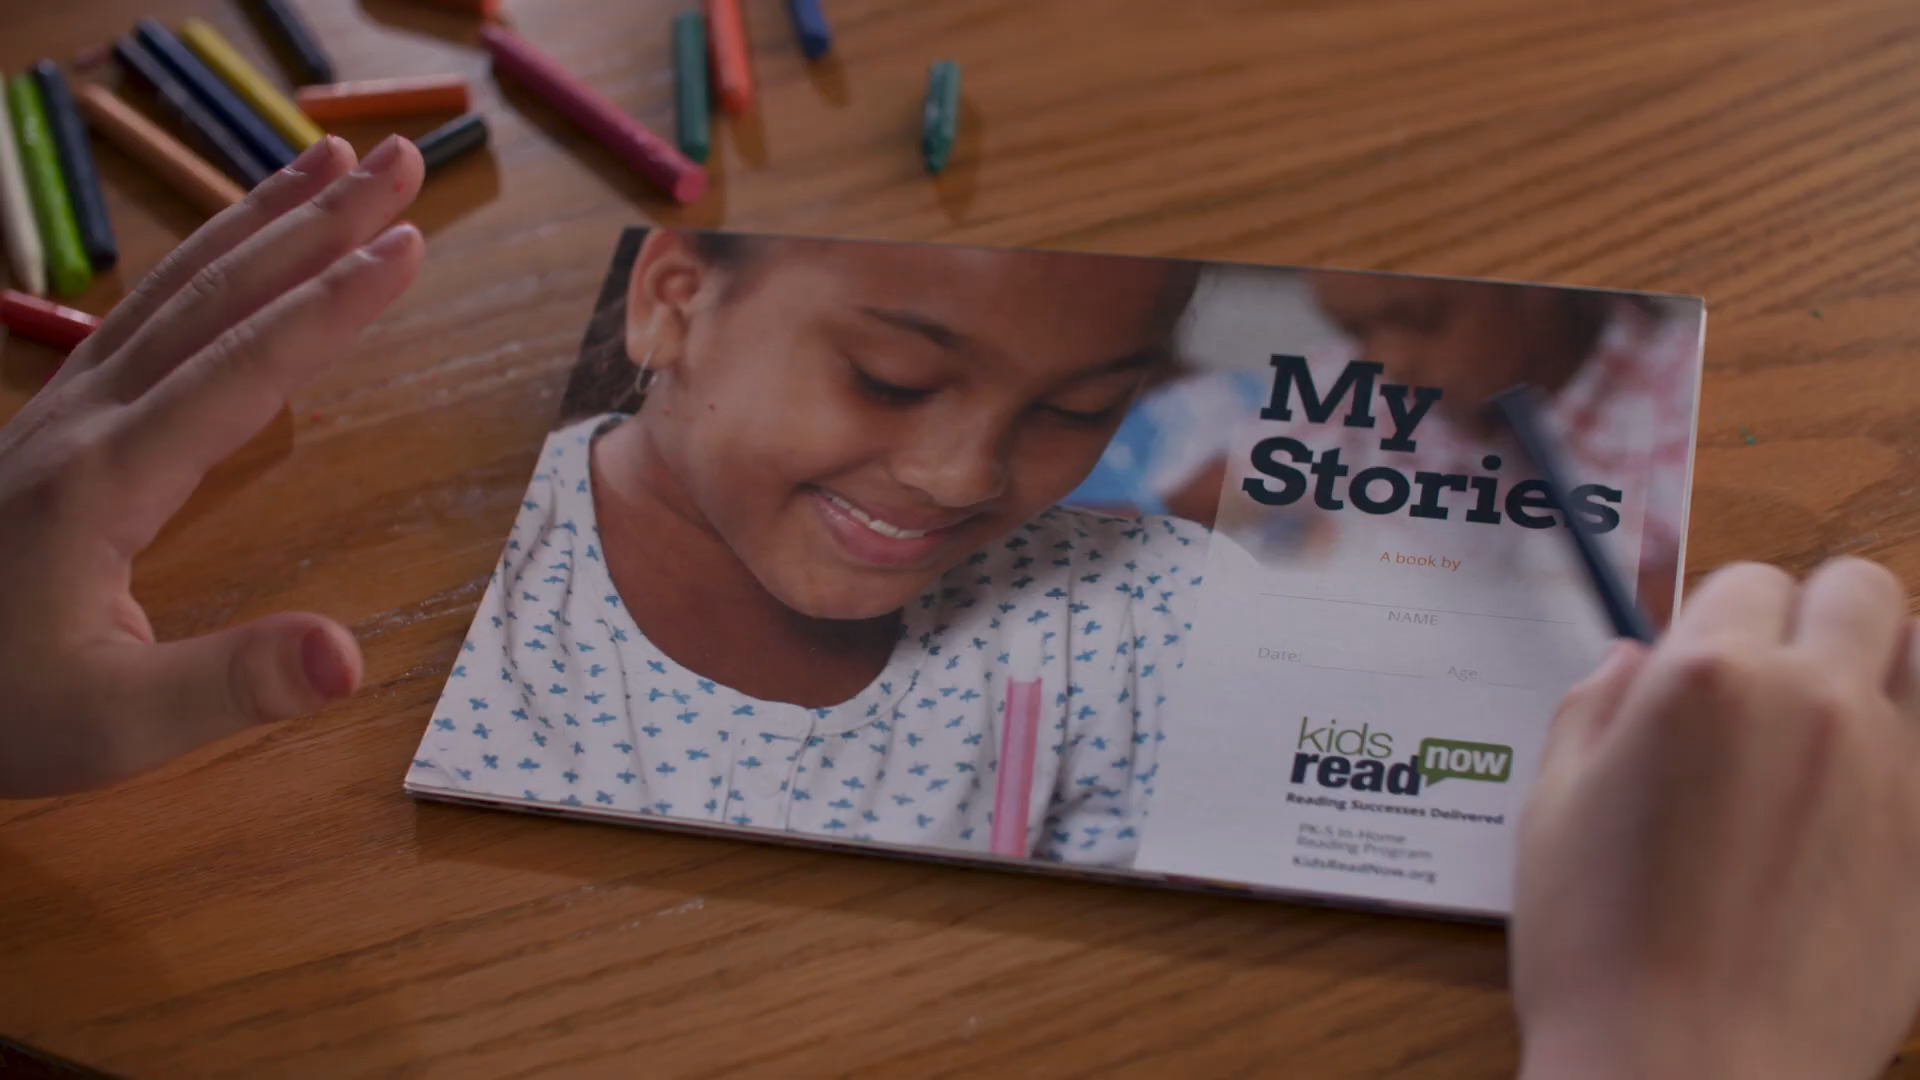 My
Stories
A book by
NAME
Date: Age:
kids
read now
Reading Successes Delivered
PK-5 In-Home
Reading Program
KidsReadNow.org